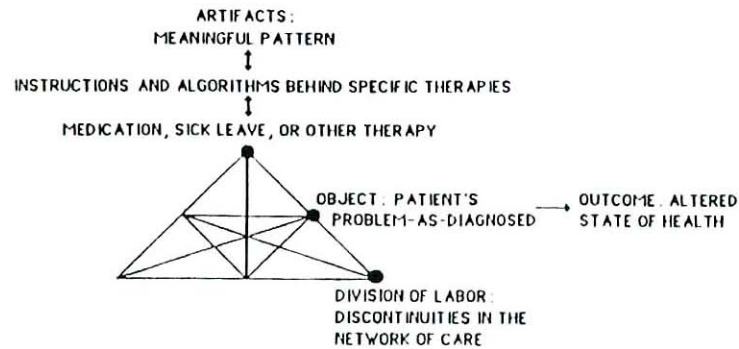 ARTIFACTS:
MEANINGFUL PATTERN
INSTRUCTIONS AND ALGORITHMS BEHIND SPECIFIC THERAPIES
MEDICATION, SICK LEAVE, OR OTHER THERAPY
OBJECT: PATIENT'S
PROBLEM-AS-DIAGNOSED
OUTCOME: ALTERED
STATE OF HEALTH
DIVISION OF LABOR:
DISCONTINUITIES IN THE
NETWORK OF CARE